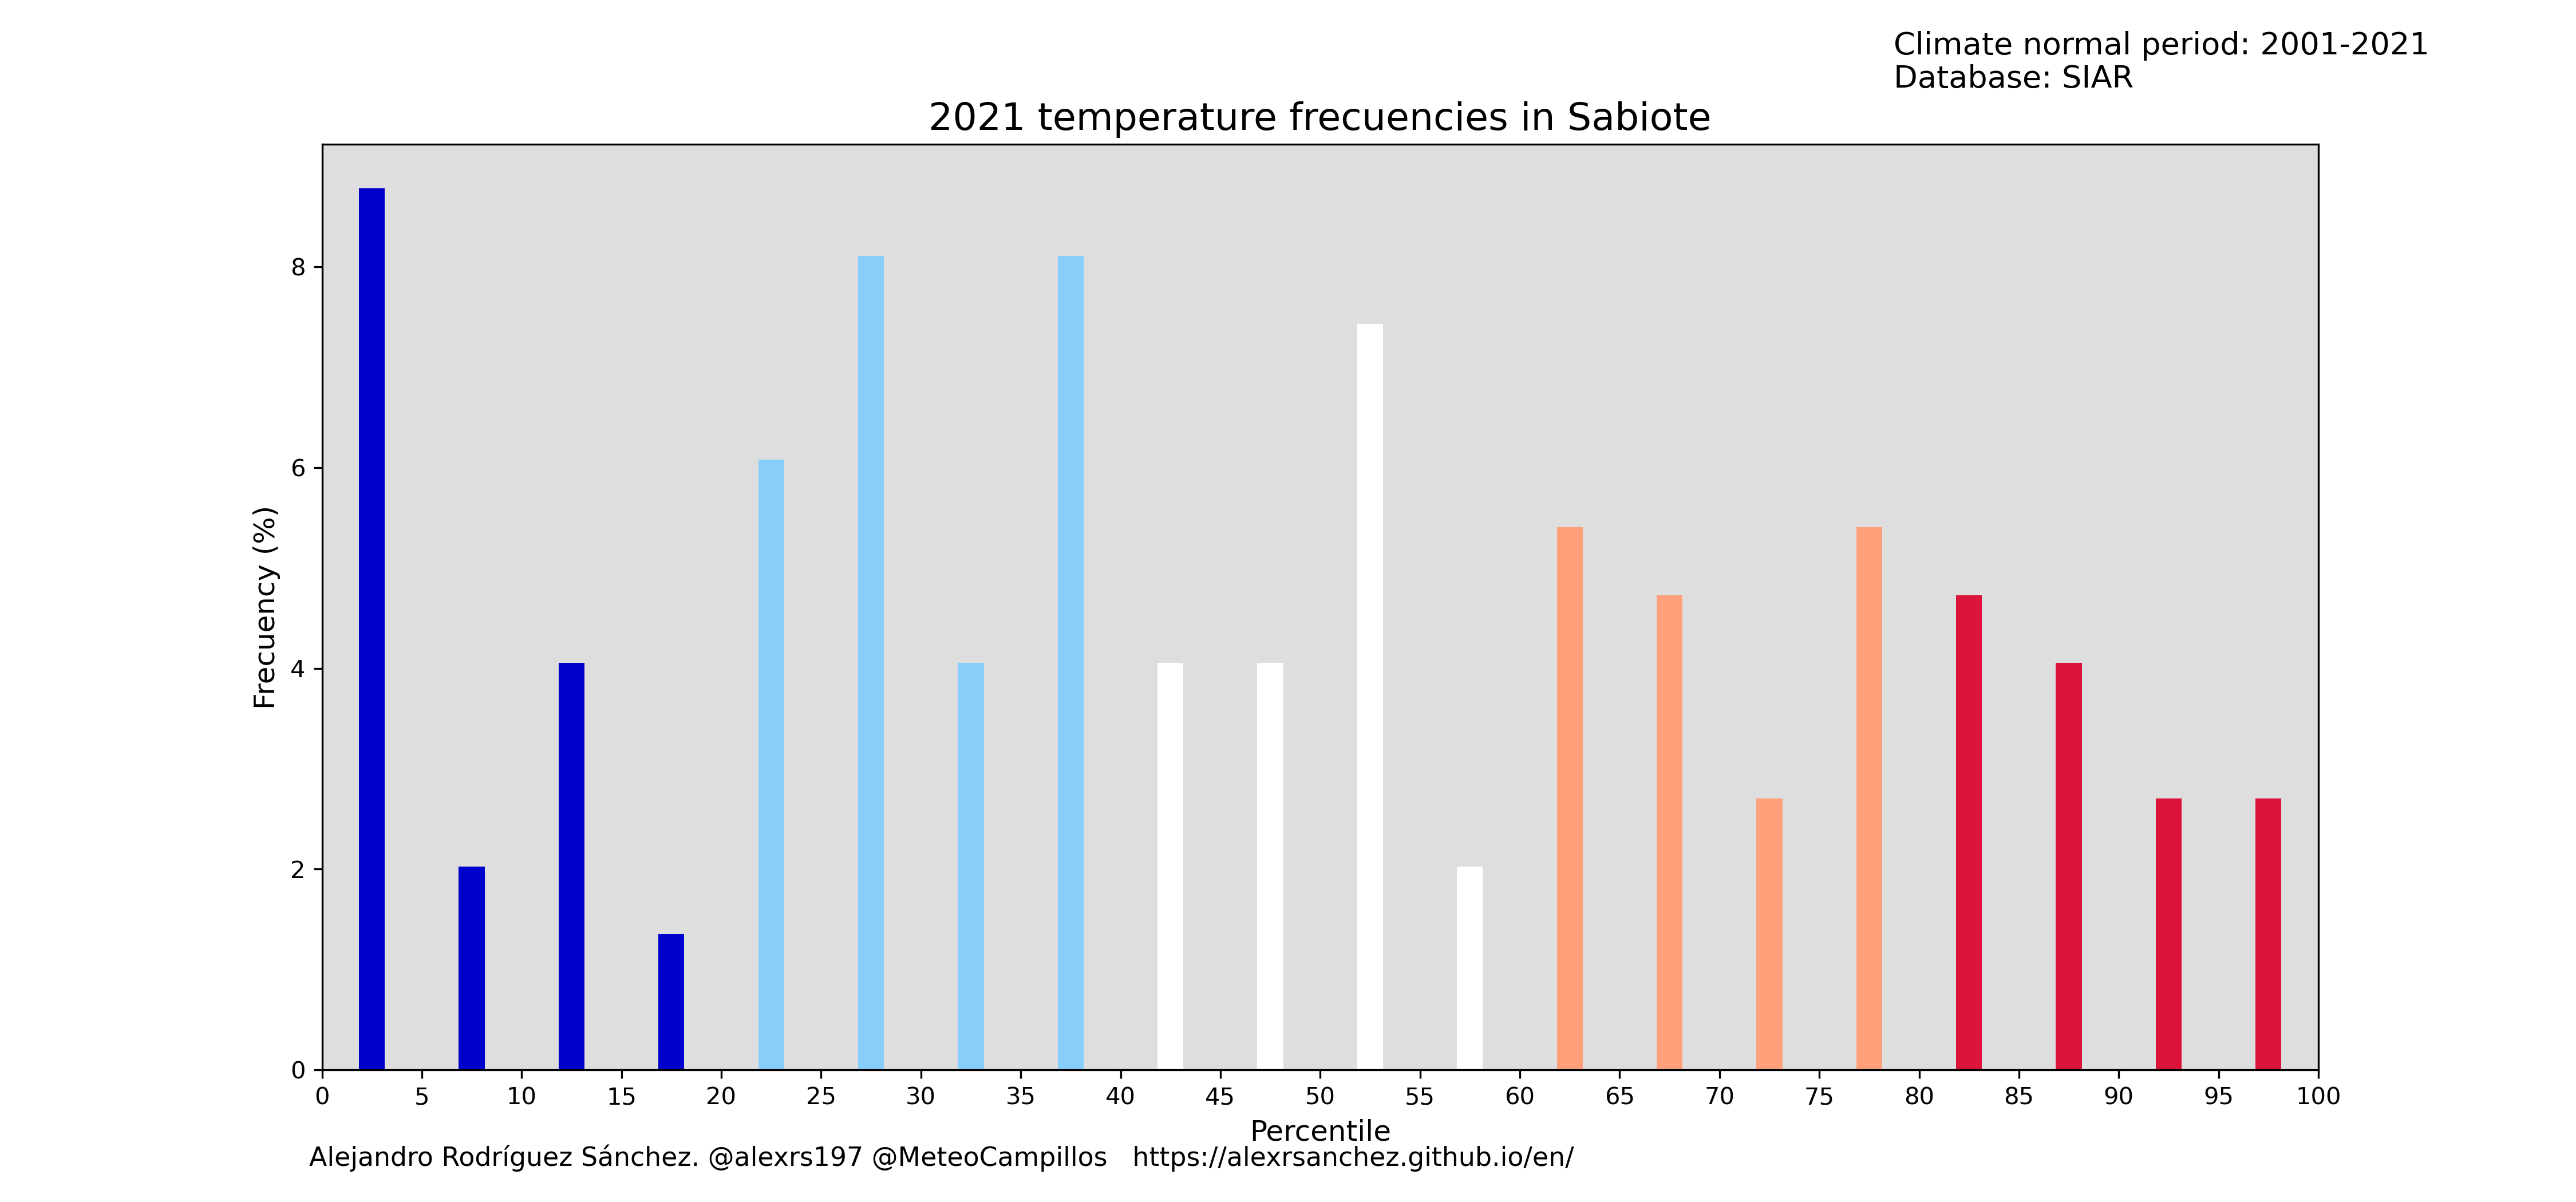 Climate normal period: 2001-2021
Database: SIAR
2021 temperature frecuencies in Sabiote
Frecuency (%)
8
6
4
2
0
0 5 10 15 20 25 30 35 40 45 50 55 60 65 70 75 80 85 90 95 100
Percentile
Alejandro Rodríguez Sánchez. @alexrs197 @MeteoCampillos https://alexrsanchez.github.io/en/